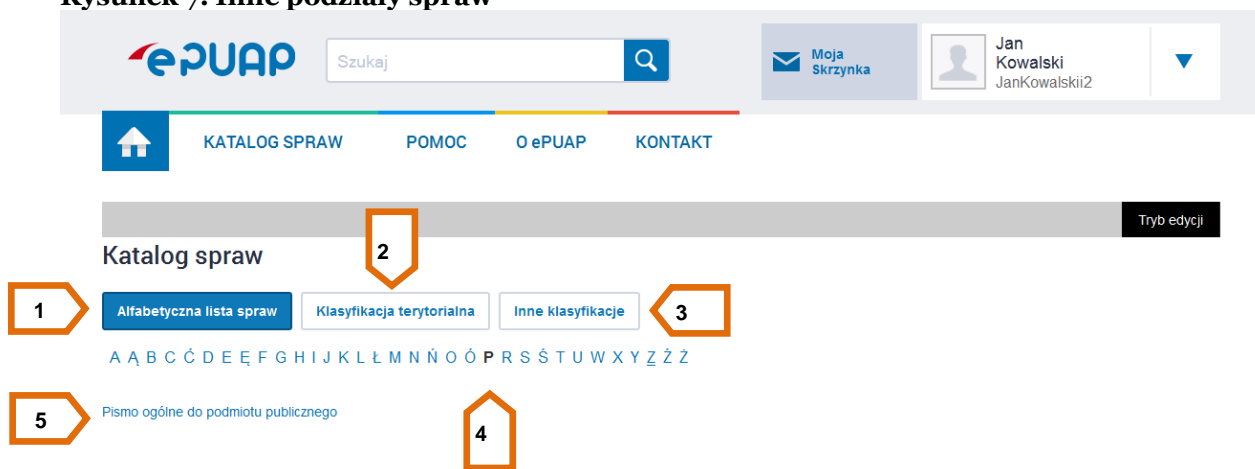 Rysunek 7. Inne podziały spraw
ePUAP
Szukaj
Moja
Skrzynka
Jan
Kowalski
JanKowalskii2
KATALOG SPRAW POMOC O ePUAP KONTAKT
Tryb edycji
2
Katalog spraw
1 Alfabetyczna lista spraw Klasyfikacja terytorialna Inne klasyfikacje 3
A Ą B C Ć D E Ę F G H I J K L Ł M N Ń O Ó P R S Ś T U W X Y Z Ź Ż
5 Pismo ogólne do podmiotu publicznego
4